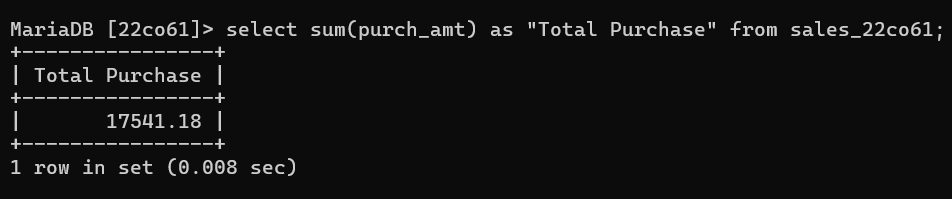 MariaDB [22co61]> select sum(purch_amt) as "Total Purchase" from sales_22co61;
+----------------+
| Total Purchase |
+----------------+
|       17541.18 |
+----------------+
1 row in set (0.008 sec)